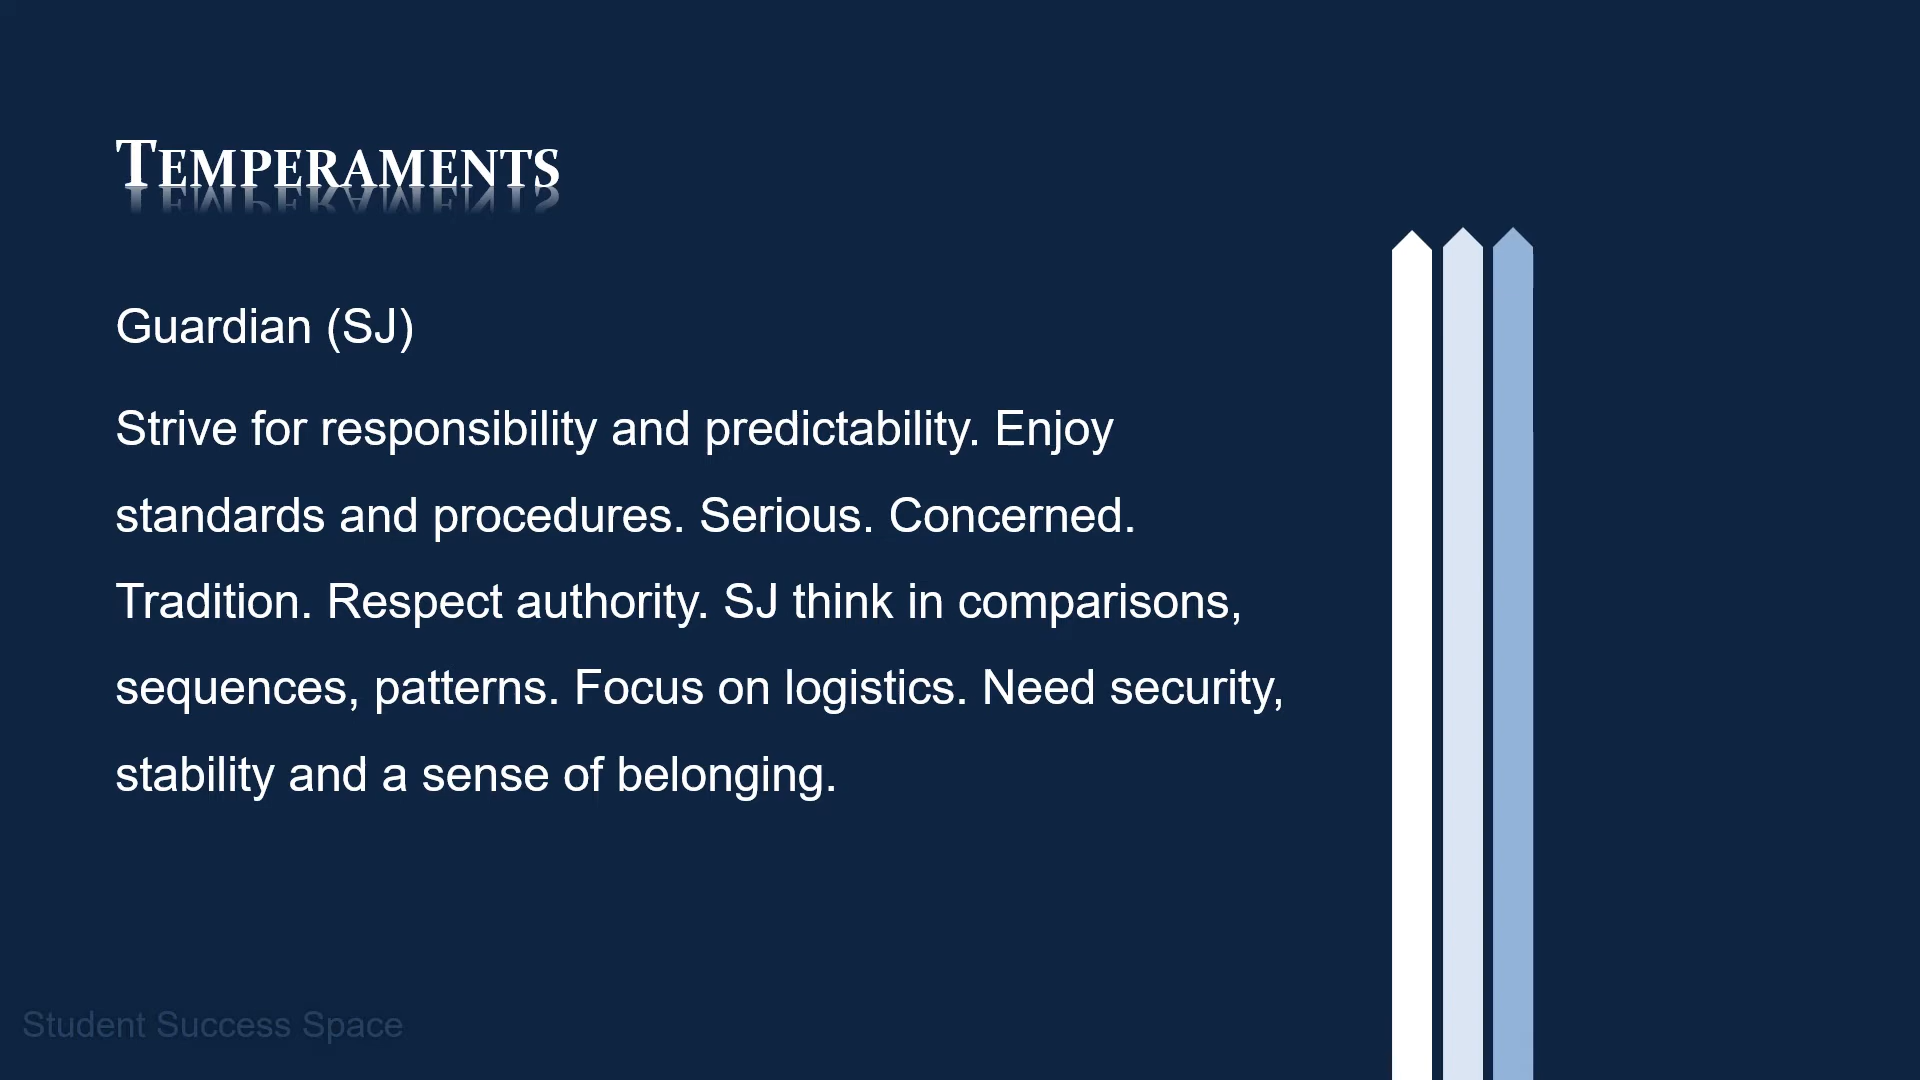 Temperaments
Guardian (SJ)
Strive for responsibility and predictability. Enjoy
standards and procedures. Serious. Concerned.
Tradition. Respect authority. SJ think in comparisons,
sequences, patterns. Focus on logistics. Need security,
stability and a sense of belonging.
Student Success Space